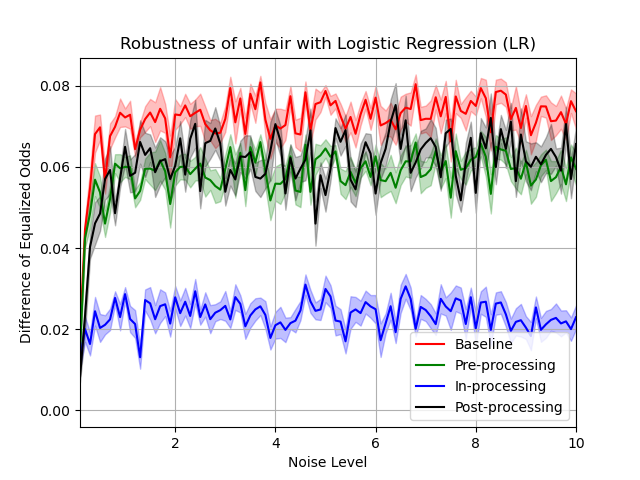 Robustness of unfair with Logistic Regression (LR)
Difference of Equalized Odds
0.08
0.06
0.04
0.02
0.00
Baseline
Pre-processing
In-processing
Post-processing
2 4 6 8 10
Noise Level